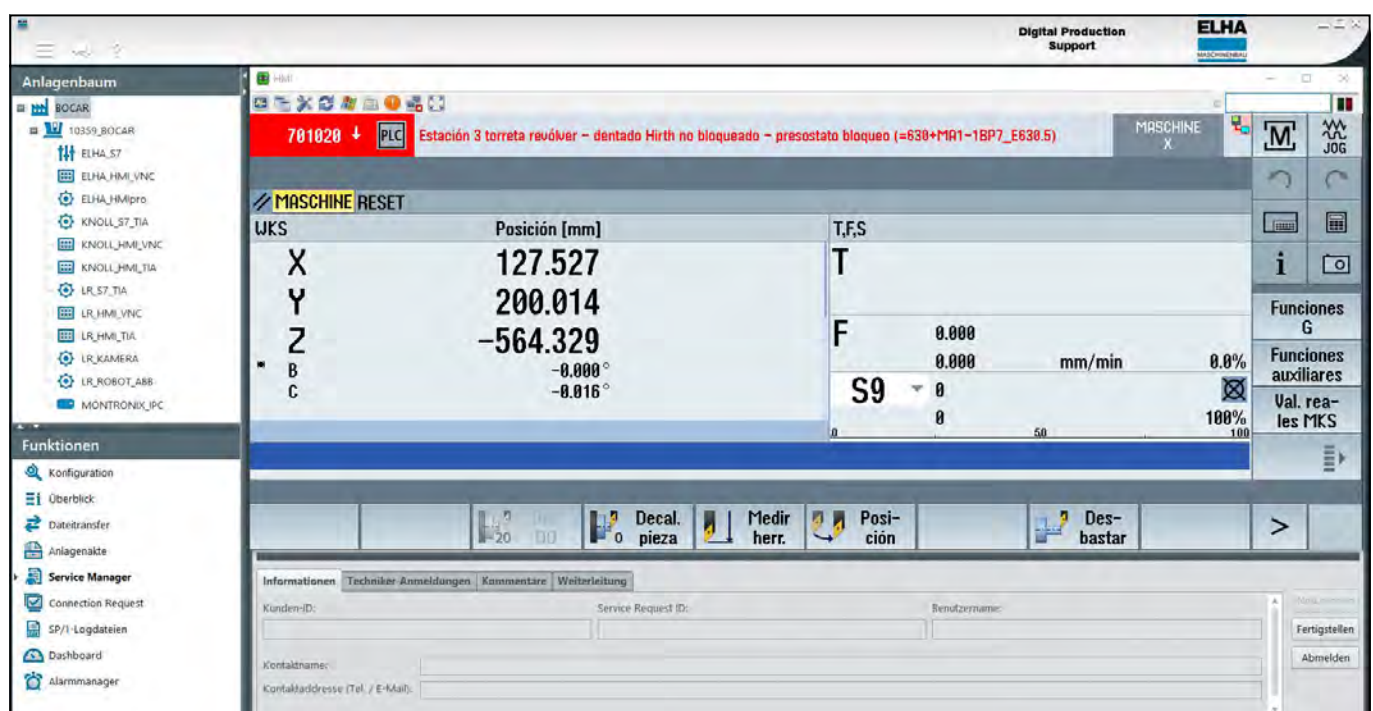 Digital Production
Support
ELHA
MASCHINENBAU
Anlagenbaum
BOCAR
10359_BOCAR
ELHA_S7
ELHA_HMI_VNC
ELHA_HMIpro
KNOLL_S7_TIA
KNOLL_HMI_VNC
KNOLL_HMI_TIA
LR_S7_TIA
LR_HMI_VNC
LR_HMI_TIA
LR_KAMERA
LR_ROBOT_ABB
MONTRONIX_IPC
Funktionen
Konfiguration
Überblick
Dateitransfer
Anlagenakte
Service Manager
Connection Request
SP/1-Logdateien
Dashboard
Alarmmanager
HMI
701020 ↓ PLC Estación 3 torreta revólver - dentado Hirth no bloqueado - presostato bloqueo (=630+MA1-1BP7_E630.5)
MASCHINE
X
M
JOG
// MASCHINE RESET
WKS Posición [mm] T,F,S
X 127.527 T
Y 200.014
Z -564.329 F 0.000
B -0.000° 0.000 mm/min 0.0%
C -0.016° S9 0
0 100%
0 50 100
i
Funciones
G
Funciones
auxiliares
Val. rea-
les MKS
20
0
Decal.
pieza
Medir
herr.
Posi-
ción
Des-
bastar
>
Informationen Techniker-Anmeldungen Kommentare Weiterleitung
Kunden-ID: Service Request ID: Benutzername:
Kontaktname:
Kontaktaddresse (Tel. / E-Mail):
Fertigstellen
Abmelden